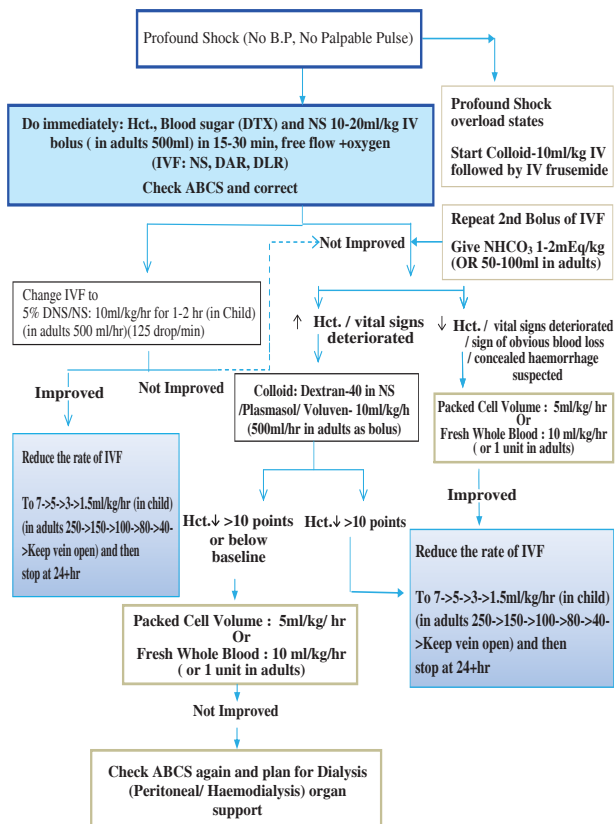 Profound Shock (No B.P, No Palpable Pulse)
Profound Shock
overload states
Start Colloid-10ml/kg IV
followed by IV frusemide
Do immediately: Hct., Blood sugar (DTX) and NS 10-20ml/kg IV
bolus ( in adults 500ml) in 15-30 min, free flow +oxygen
(IVF: NS, DAR, DLR)
Check ABCS and correct
Repeat 2nd Bolus of IVF
Give NHCO3 1-2mEq/kg
(OR 50-100ml in adults)
Not Improved
Change IVF to
5% DNS/NS: 10ml/kg/hr for 1-2 hr (in Child)
(in adults 500 ml/hr)(125 drop/min)
↑ Hct. / vital signs
deteriorated
↓ Hct. / vital signs deteriorated
/ sign of obvious blood loss
/ concealed haemorrhage
suspected
Improved
Not Improved
Colloid: Dextran-40 in NS
/Plasmasol/ Voluven- 10ml/kg/h
(500ml/hr in adults as bolus)
Packed Cell Volume : 5ml/kg/ hr
Or
Fresh Whole Blood : 10 ml/kg/hr
( or 1 unit in adults)
Reduce the rate of IVF
To 7->5->3->1.5ml/kg/hr (in child)
(in adults 250->150->100->80->40-
>Keep vein open) and then
stop at 24+hr
Improved
Hct.↓ >10 points
or below
baseline
Hct.↓ >10 points
Reduce the rate of IVF
To 7->5->3->1.5ml/kg/hr (in child)
(in adults 250->150->100->80->40-
->Keep vein open) and then
stop at 24+hr
Packed Cell Volume : 5ml/kg/ hr
Or
Fresh Whole Blood : 10 ml/kg/hr
( or 1 unit in adults)
Not Improved
Check ABCS again and plan for Dialysis
(Peritoneal/ Haemodialysis) organ
support